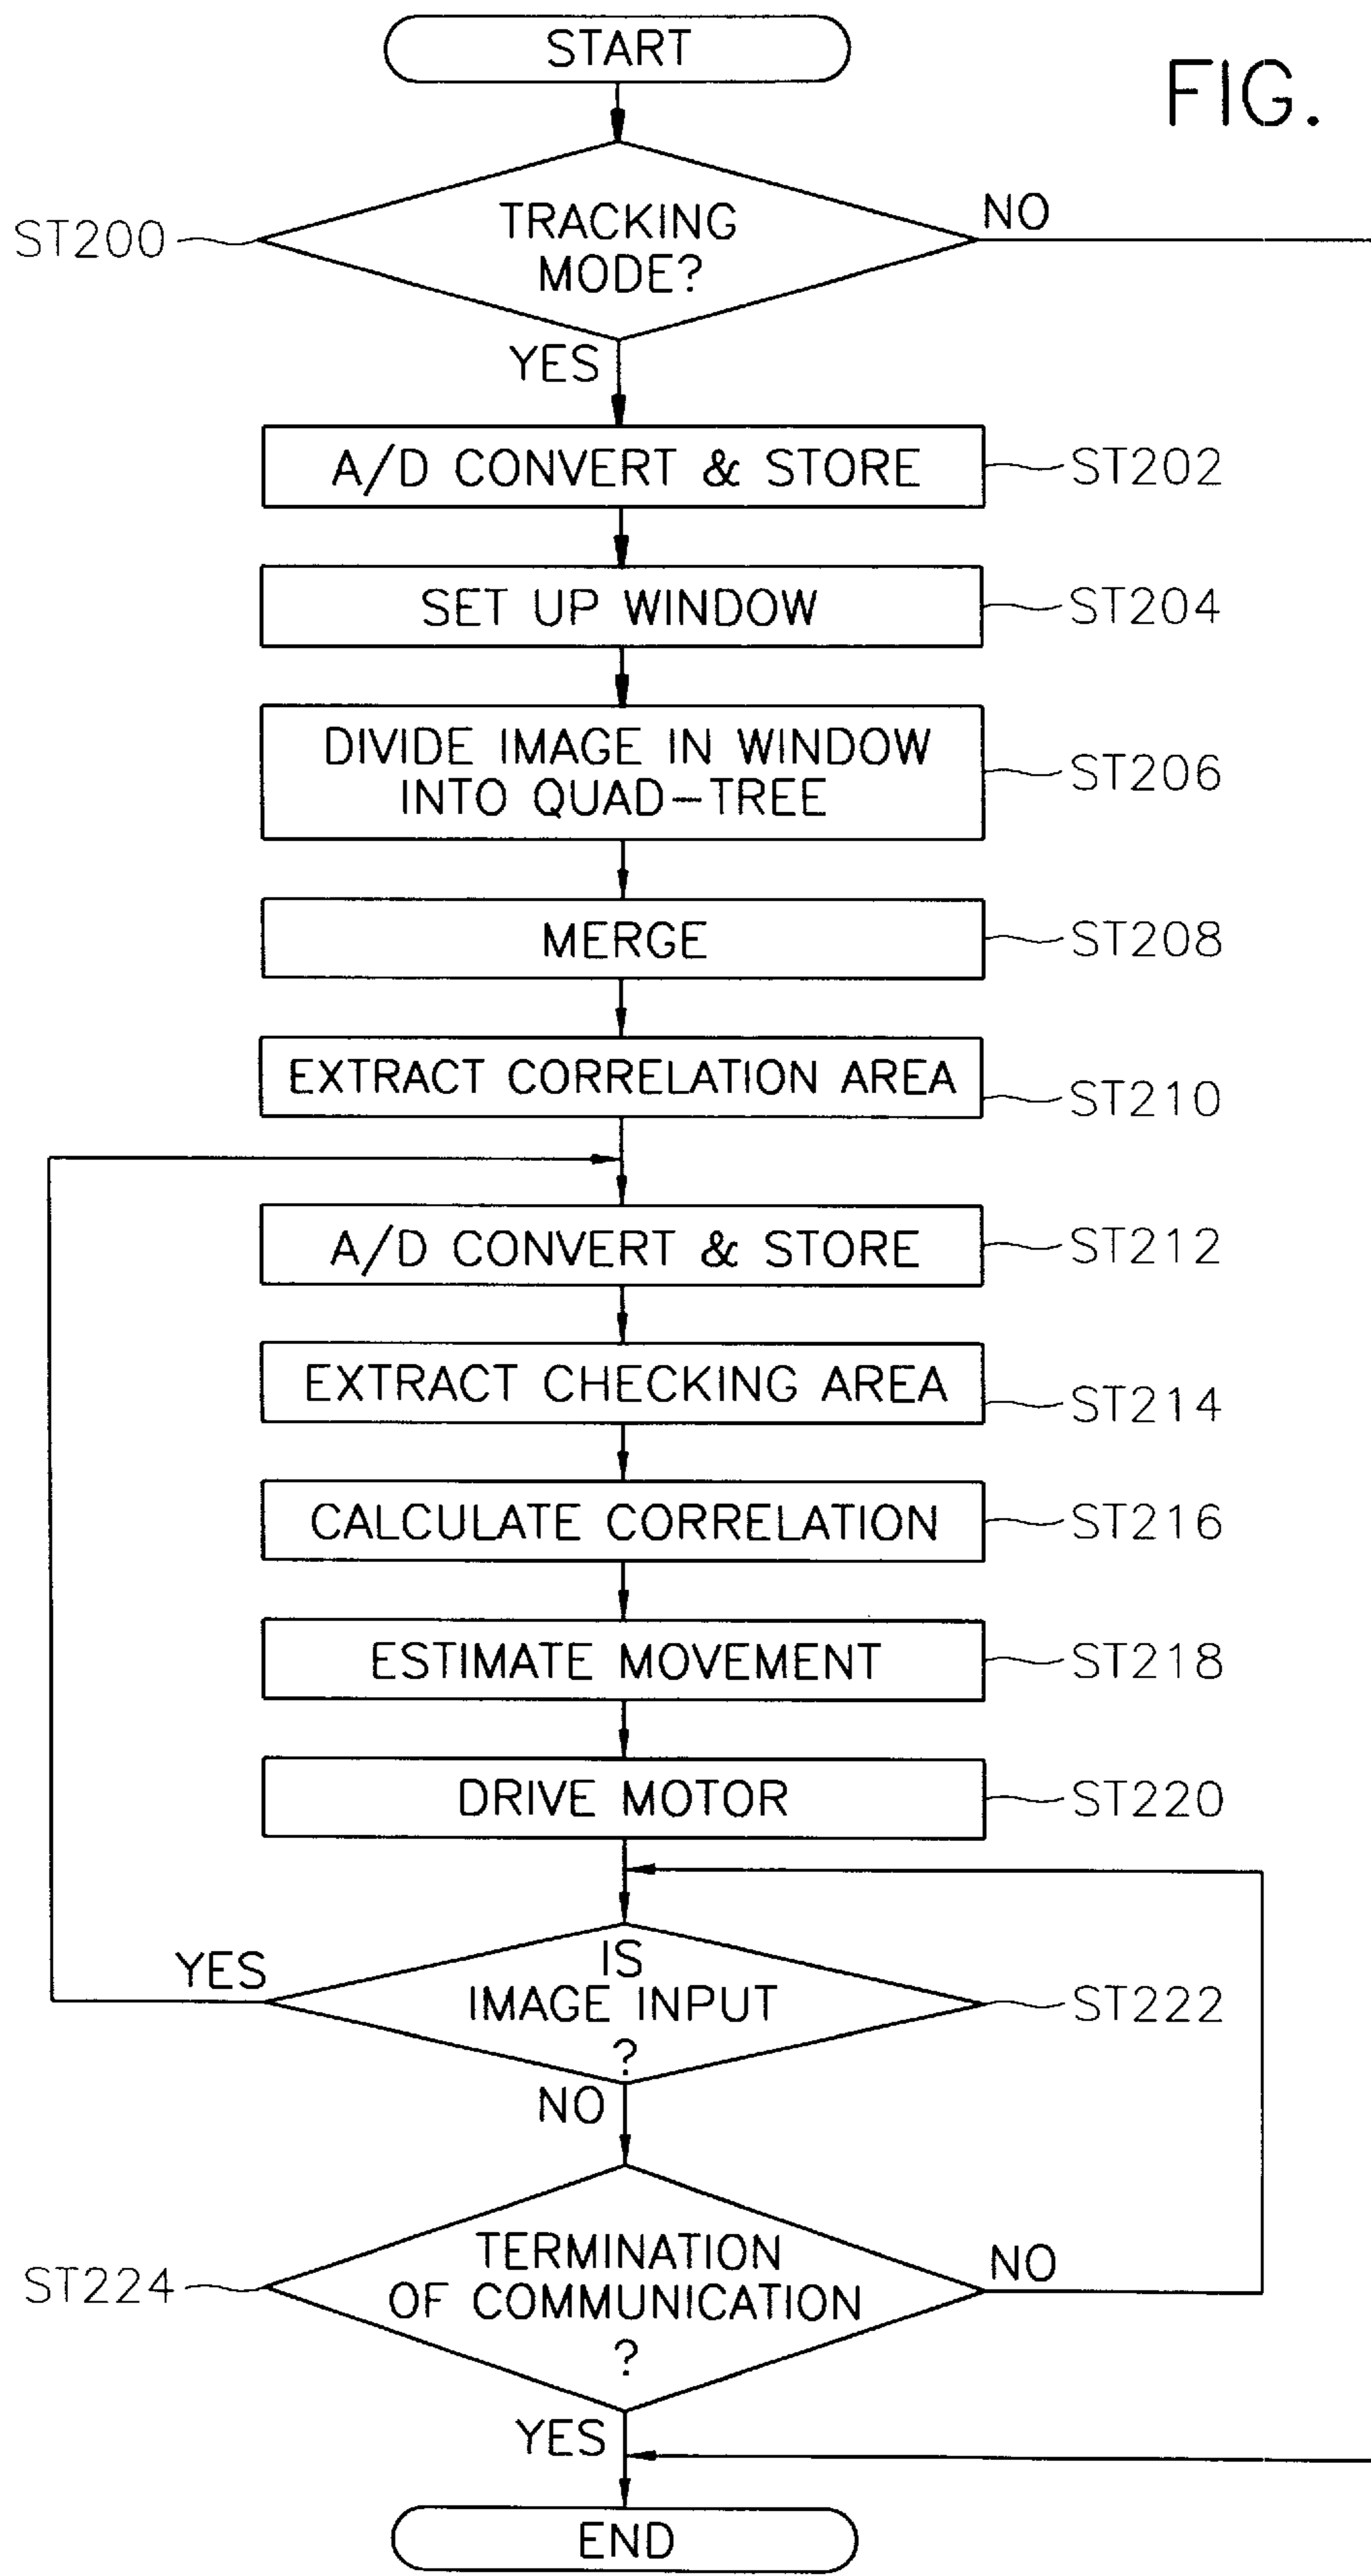 START
FIG.
TRACKING
MODE?
ST200
NO
YES
A/D CONVERT & STORE
ST202
SET UP WINDOW
ST204
DIVIDE IMAGE IN WINDOW
INTO QUAD-TREE
ST206
MERGE
ST208
EXTRACT CORRELATION AREA
ST210
A/D CONVERT & STORE
ST212
EXTRACT CHECKING AREA
ST214
CALCULATE CORRELATION
ST216
ESTIMATE MOVEMENT
ST218
DRIVE MOTOR
ST220
YES
IS
IMAGE INPUT
?
ST222
NO
ST224
TERMINATION
OF COMMUNICATION
?
NO
YES
END